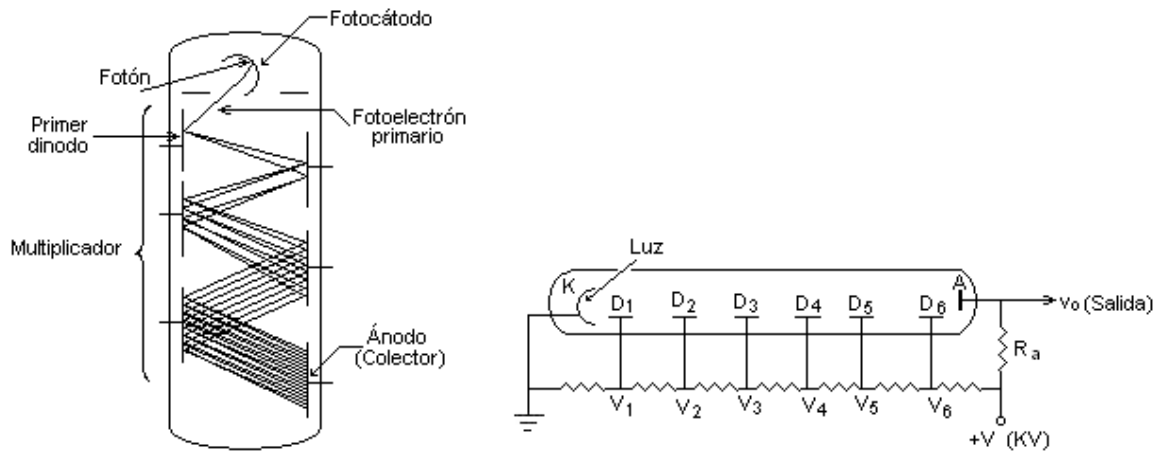 Fotocátodo
Fotón
Primer
dinodo
Fotoelectrón
primario
Multiplicador
Ánodo
(Colector)
Luz
K
D1 D2 D3 D4 D5 D6
A
vo (Salida)
Ra
V1 V2 V3 V4 V5 V6
+V (KV)